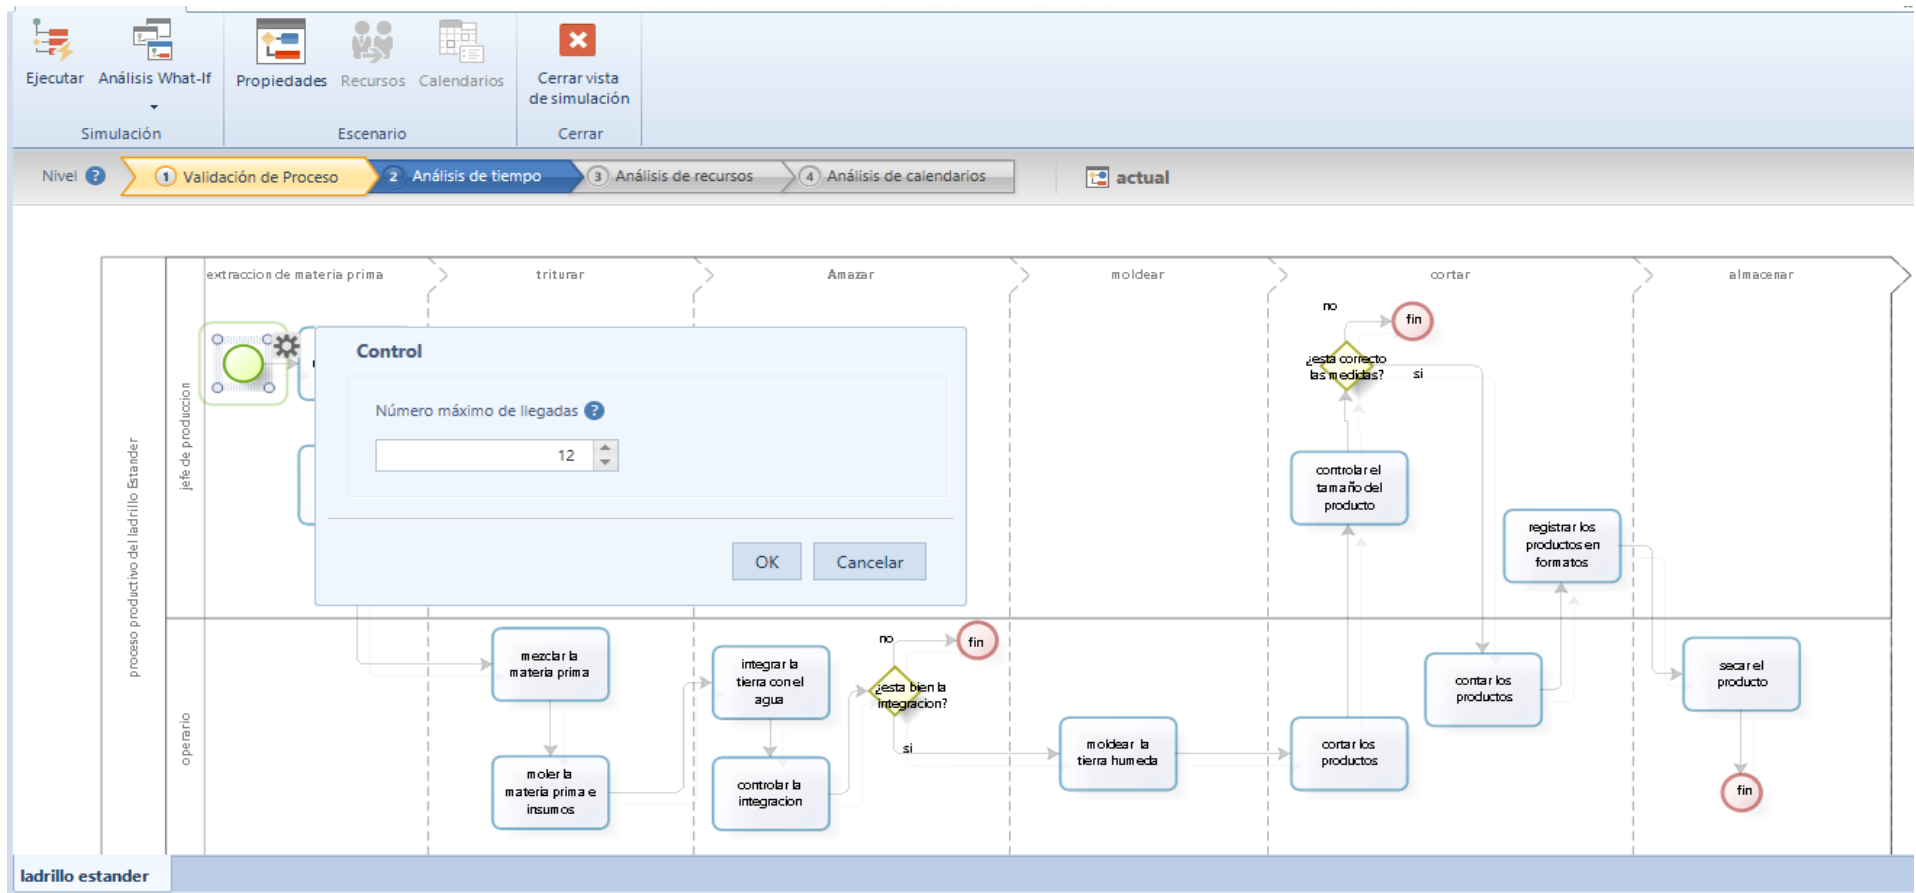 Ejecutar
Análisis What-If
Propiedades
Recursos
Calendarios
Cerrar vista
de simulación
Simulación
Escenario
Cerrar
Nivel ?
1 Validación de Proceso
2 Análisis de tiempo
3 Análisis de recursos
4 Análisis de calendarios
actual
proceso productivo del ladrillo Estander
jefe de produccion
operario
extraccion de materia prima
triturar
Amazar
moldear
cortar
almacenar
Control
Número máximo de llegadas ?
12
OK
Cancelar
no
fin
¿esta correcto
las medidas?
si
controlar el
tamaño del
producto
registrar los
productos en
formatos
mezclar la
materia prima
moler la
materia prima e
insumos
integrar la
tierra con el
agua
controlar la
integracion
no
fin
¿esta bien la
integracion?
si
moldear la
tierra humeda
cortar los
productos
contar los
productos
secar el
producto
fin
ladrillo estander